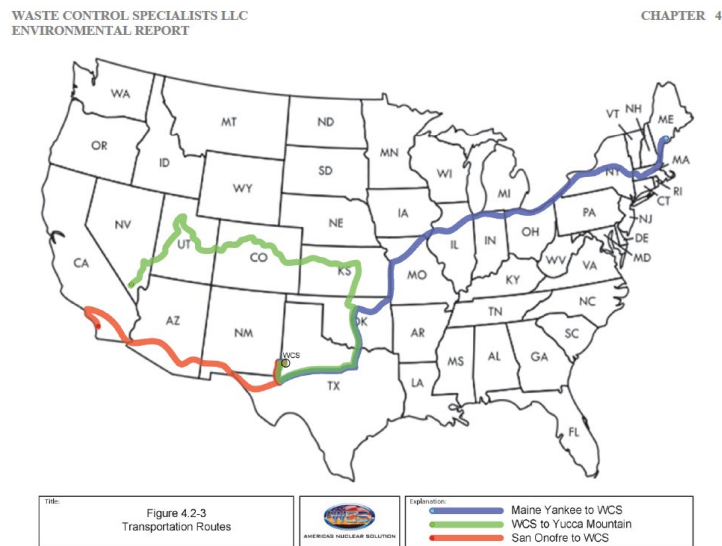 WASTE CONTROL SPECIALISTS LLC
CHAPTER 4
ENVIRONMENTAL REPORT
WA
MT
ND
MN
VT
NH
ME
OR
ID
SD
WI
MI
NY
MA
WY
RI
CT
NV
UT
NE
IA
PA
NJ
IL
IN
OH
DE
MD
CA
CO
KS
MO
WV
VA
KY
NC
AZ
NM
OK
AR
TN
SC
WCS
MS
AL
GA
TX
LA
FL
Title:
Figure 4.2-3
Transportation Routes
WCS
AMERICAS NUCLEAR SOLUTION
Explanation:
Maine Yankee to WCS
WCS to Yucca Mountain
San Onofre to WCS